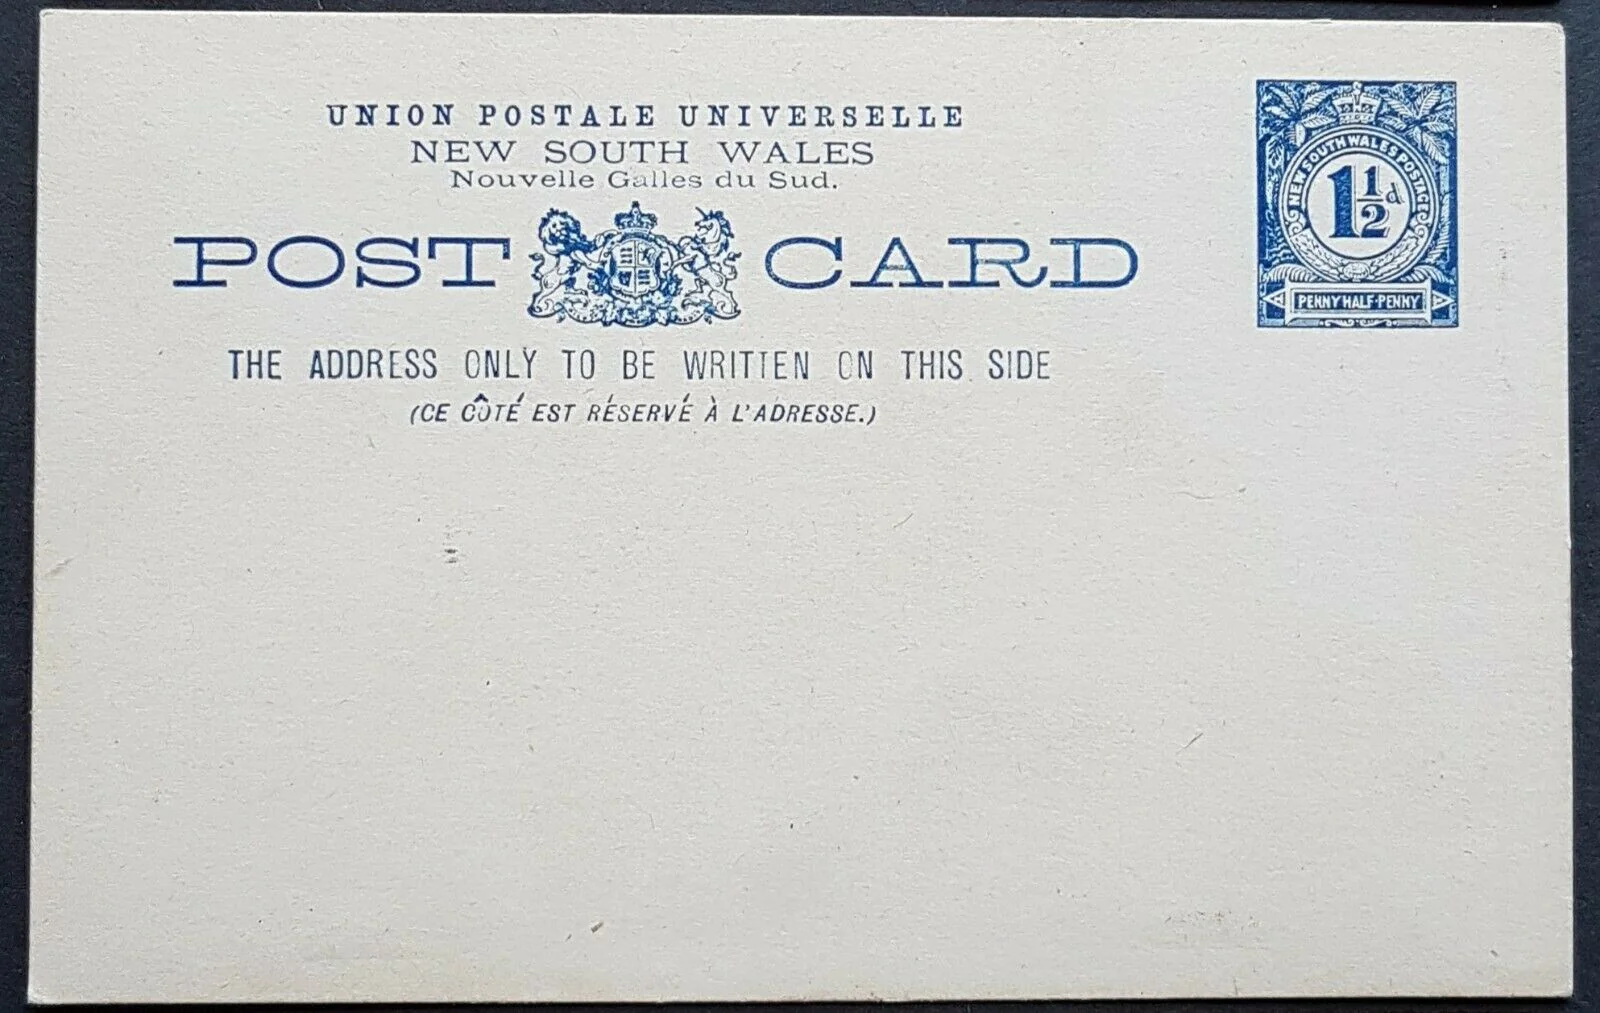 UNION POSTALE UNIVERSELLE
NEW SOUTH WALES
Nouvelle Galles du Sud.
POST CARD
THE ADDRESS ONLY TO BE WRITTEN ON THIS SIDE
(CE CÔTÉ EST RÉSERVÉ À L'ADRESSE.)
NEW SOUTH WALES POSTAGE
1½d
PENNY HALF-PENNY